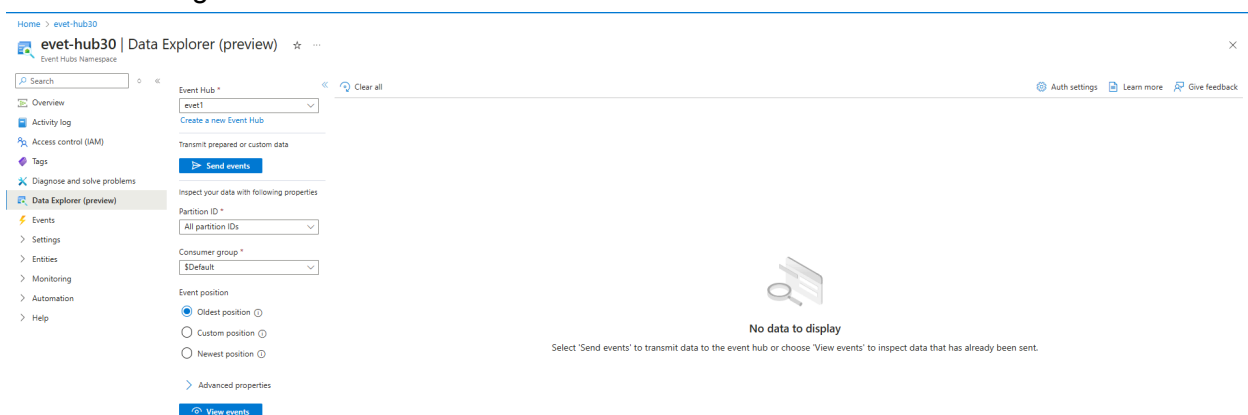 Home > evet-hub30
evet-hub30 | Data Explorer (preview)
Event Hubs Namespace
Search
Overview
Activity log
Access control (IAM)
Tags
Diagnose and solve problems
Data Explorer (preview)
Events
Settings
Entities
Monitoring
Automation
Help
Event Hub *
evet1
Create a new Event Hub
Transmit prepared or custom data
Send events
Inspect your data with following properties
Partition ID *
All partition IDs
Consumer group *
$Default
Event position
Oldest position
Custom position
Newest position
Advanced properties
View events
Clear all
Auth settings
Learn more
Give feedback
No data to display
Select 'Send events' to transmit data to the event hub or choose 'View events' to inspect data that has already been sent.